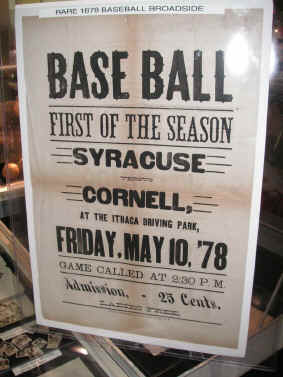 RARE 1878 BASEBALL BROADSIDE
BASE BALL
FIRST OF THE SEASON
SYRACUSE
CORNELL,
AT THE ITHACA DRIVING PARK,
FRIDAY, MAY 10, '78
GAME CALLED AT 2:30 P. M.
Admission, - 25 Cents.
LADIES FREE.